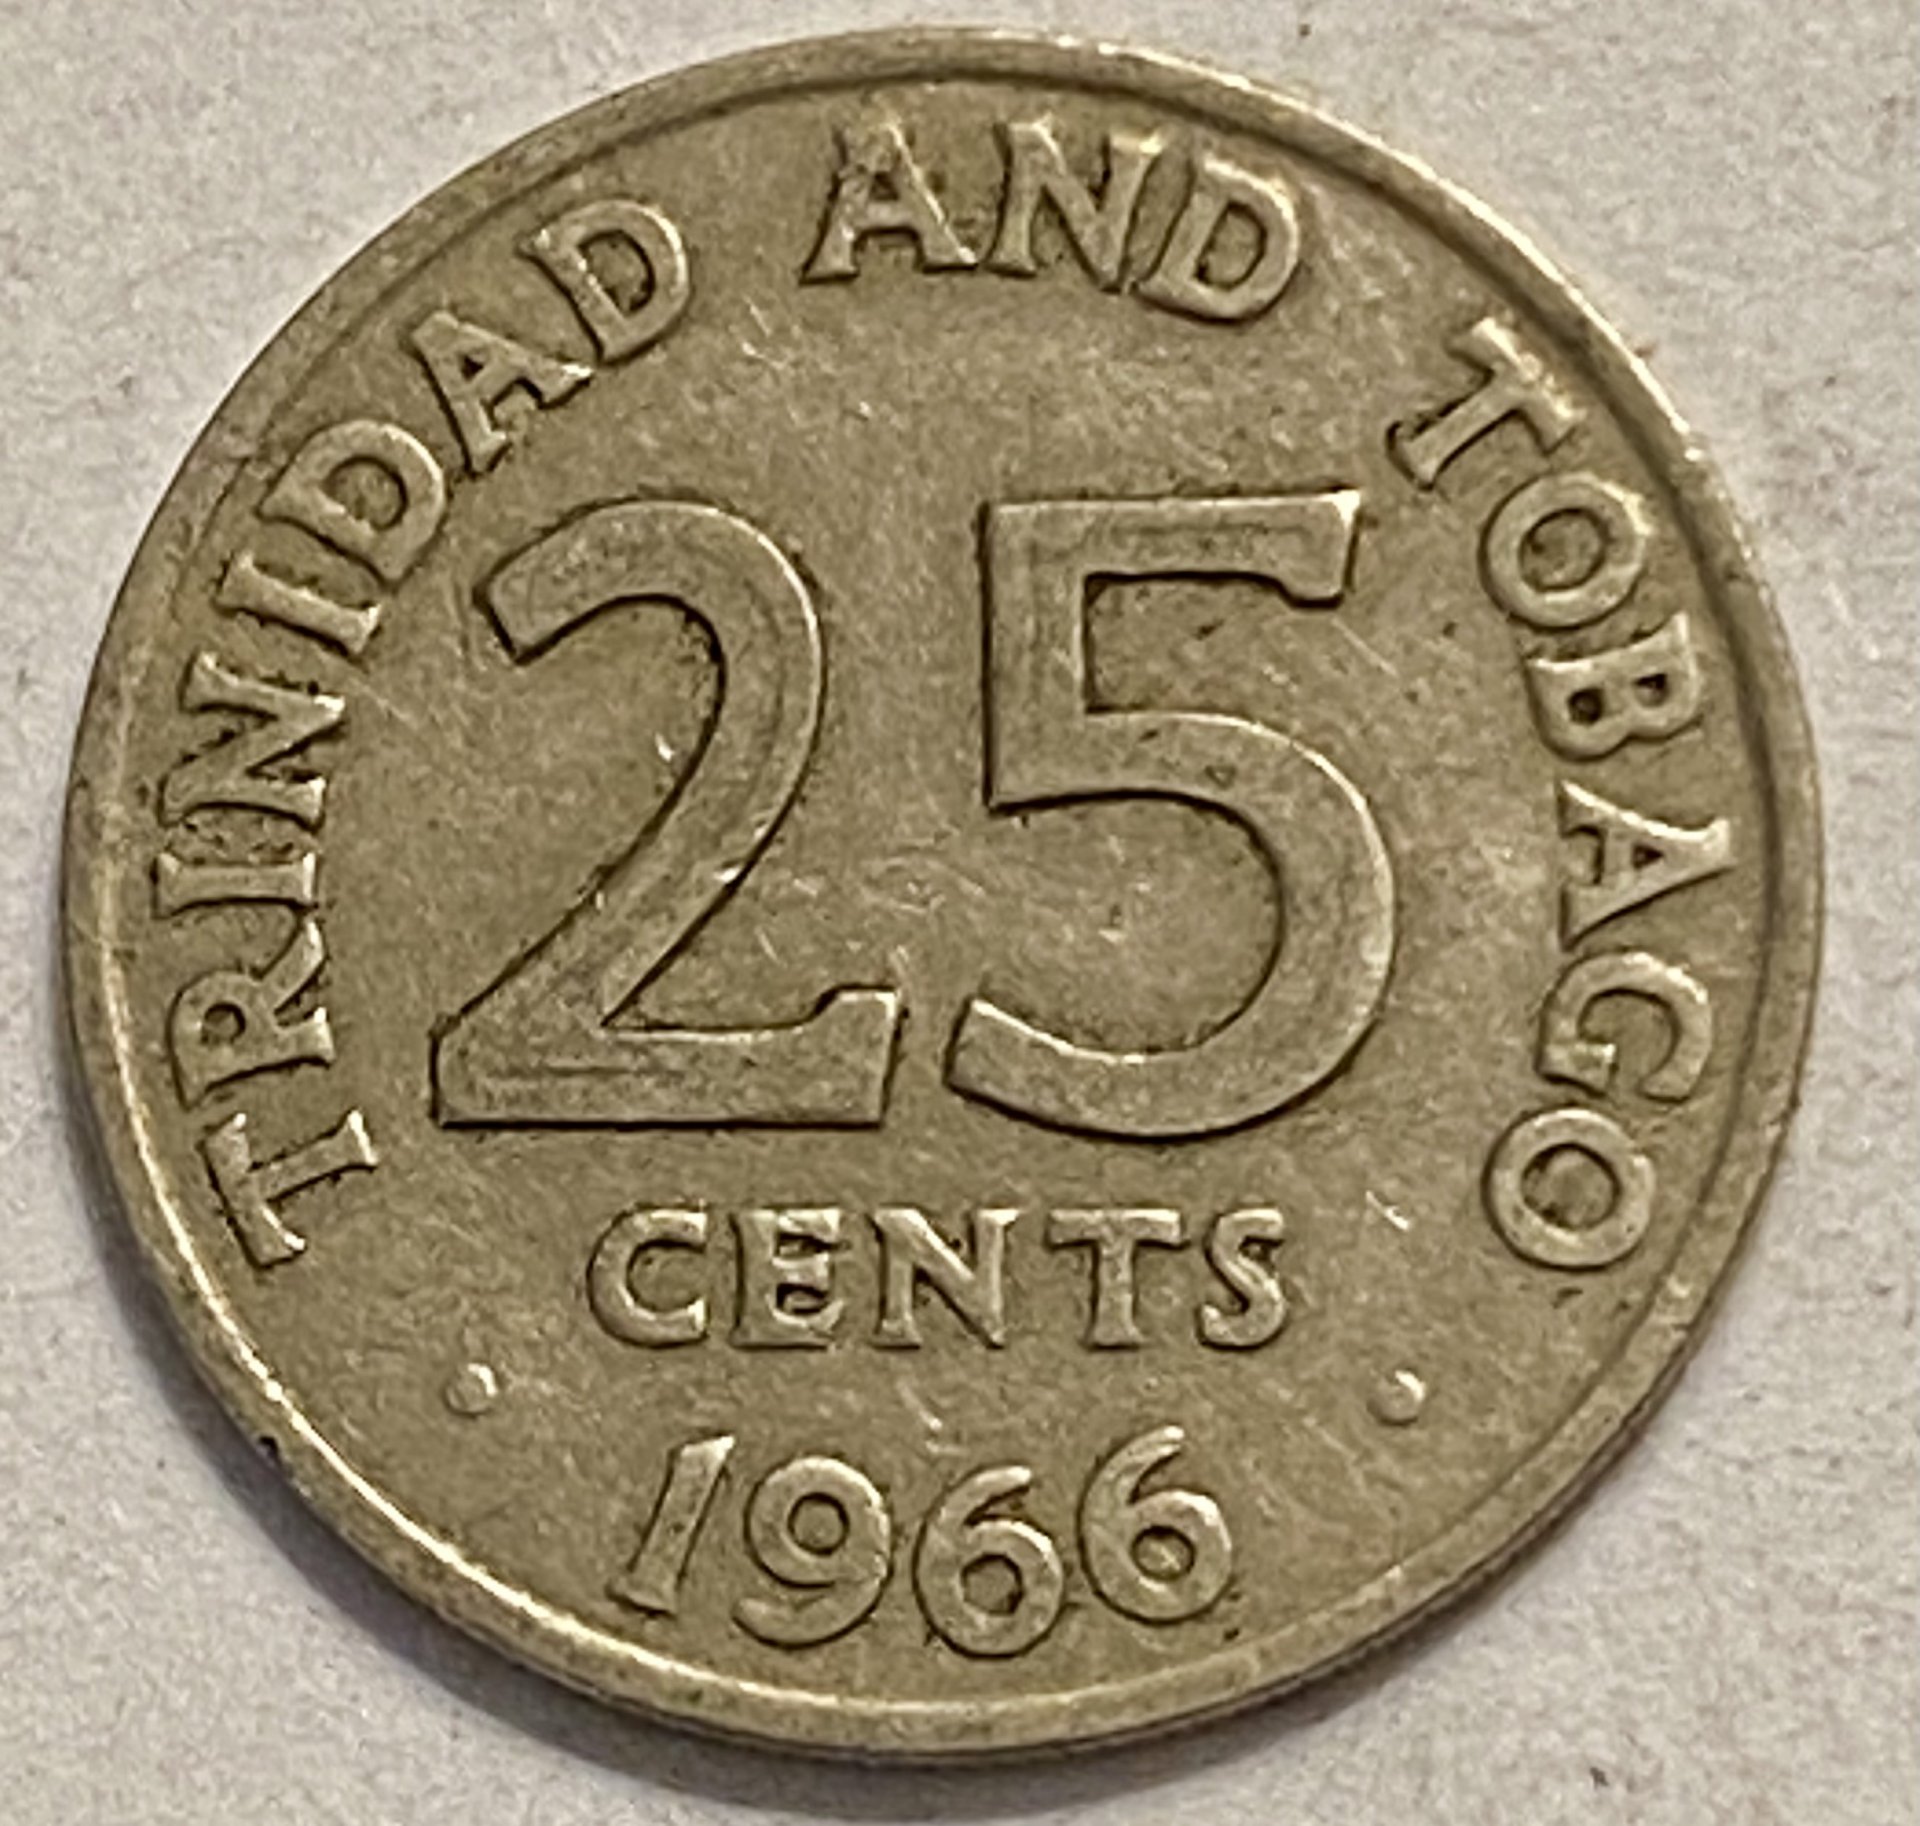 TRINIDAD AND TOBAGO
25
CENTS
1966